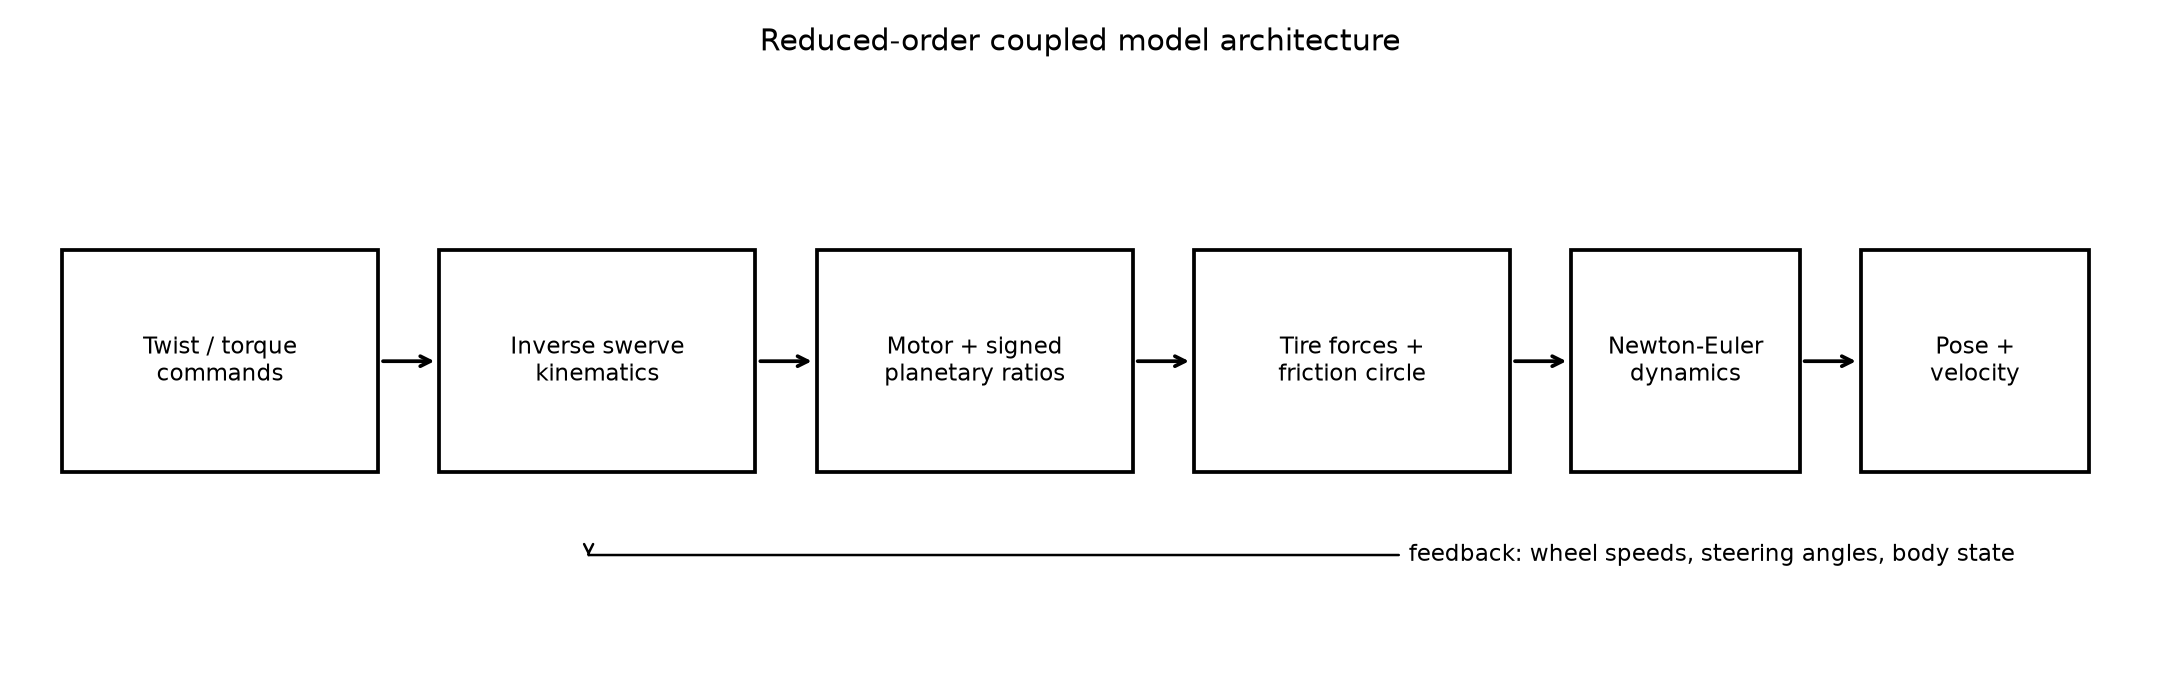 Reduced-order coupled model architecture
Twist / torque
commands
Inverse swerve
kinematics
Motor + signed
planetary ratios
Tire forces +
friction circle
Newton-Euler
dynamics
Pose +
velocity
feedback: wheel speeds, steering angles, body state